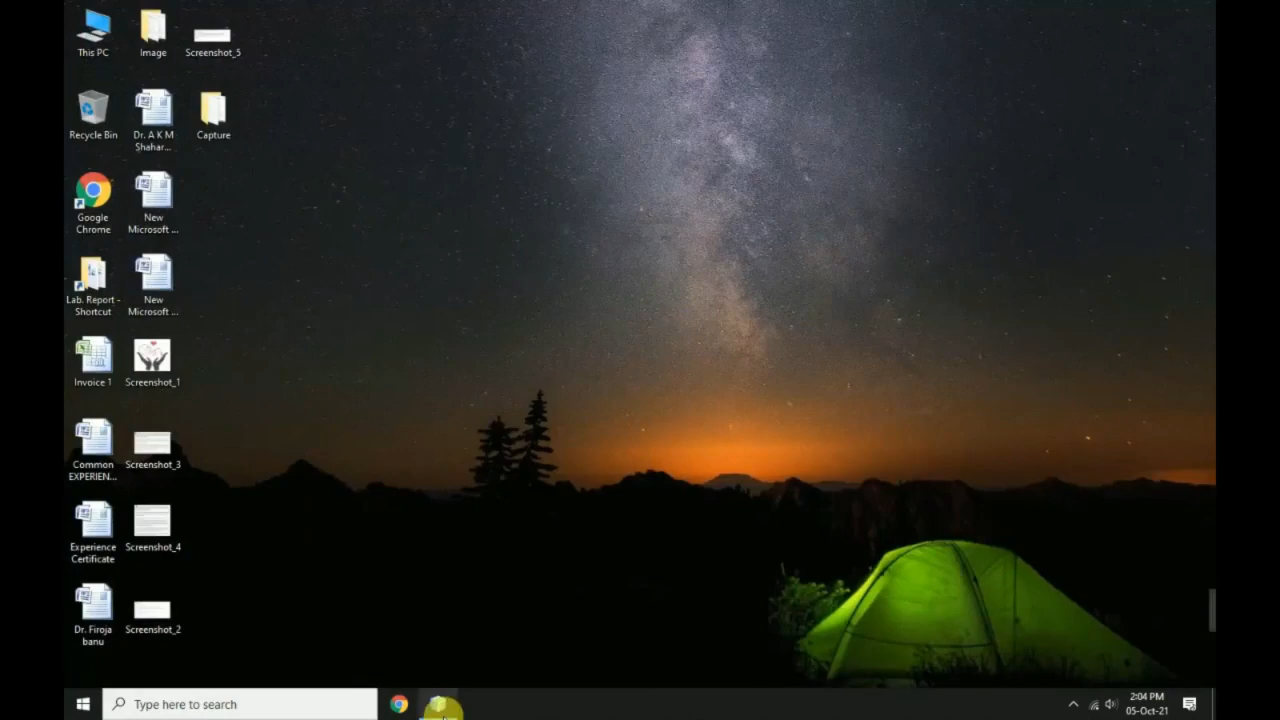 This PC
Image
Screenshot_5
Recycle Bin
Dr. A K M
Shahar...
Capture
Google
Chrome
New
Microsoft ...
Lab. Report -
Shortcut
New
Microsoft ...
Invoice 1
Screenshot_1
Common
EXPERIEN...
Screenshot_3
Experience
Certificate
Screenshot_4
Dr. Firoja
banu
Screenshot_2
Type here to search
2:04 PM
05-Oct-21